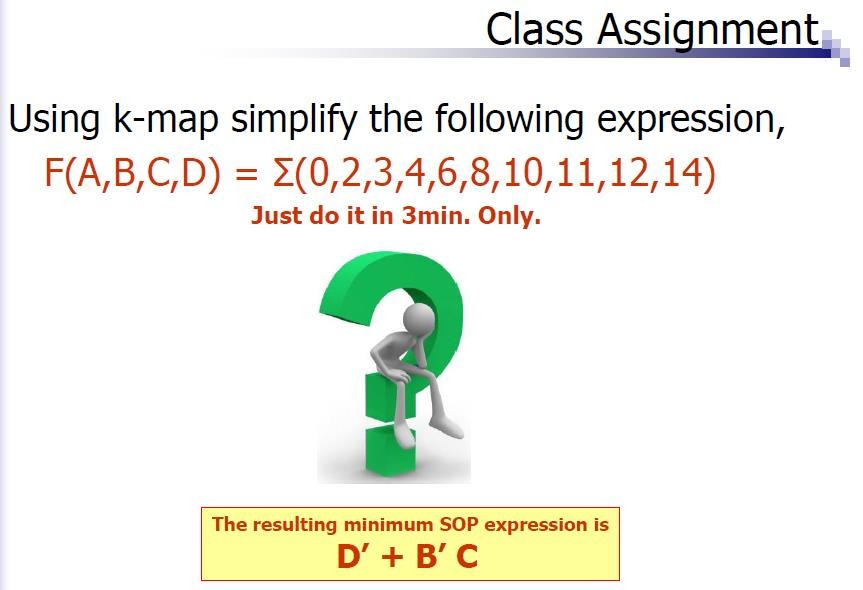 Class Assignment
Using k-map simplify the following expression,
F(A,B,C,D) = Σ(0,2,3,4,6,8,10,11,12,14)
Just do it in 3min. Only.
The resulting minimum SOP expression is
D′ + B′ C